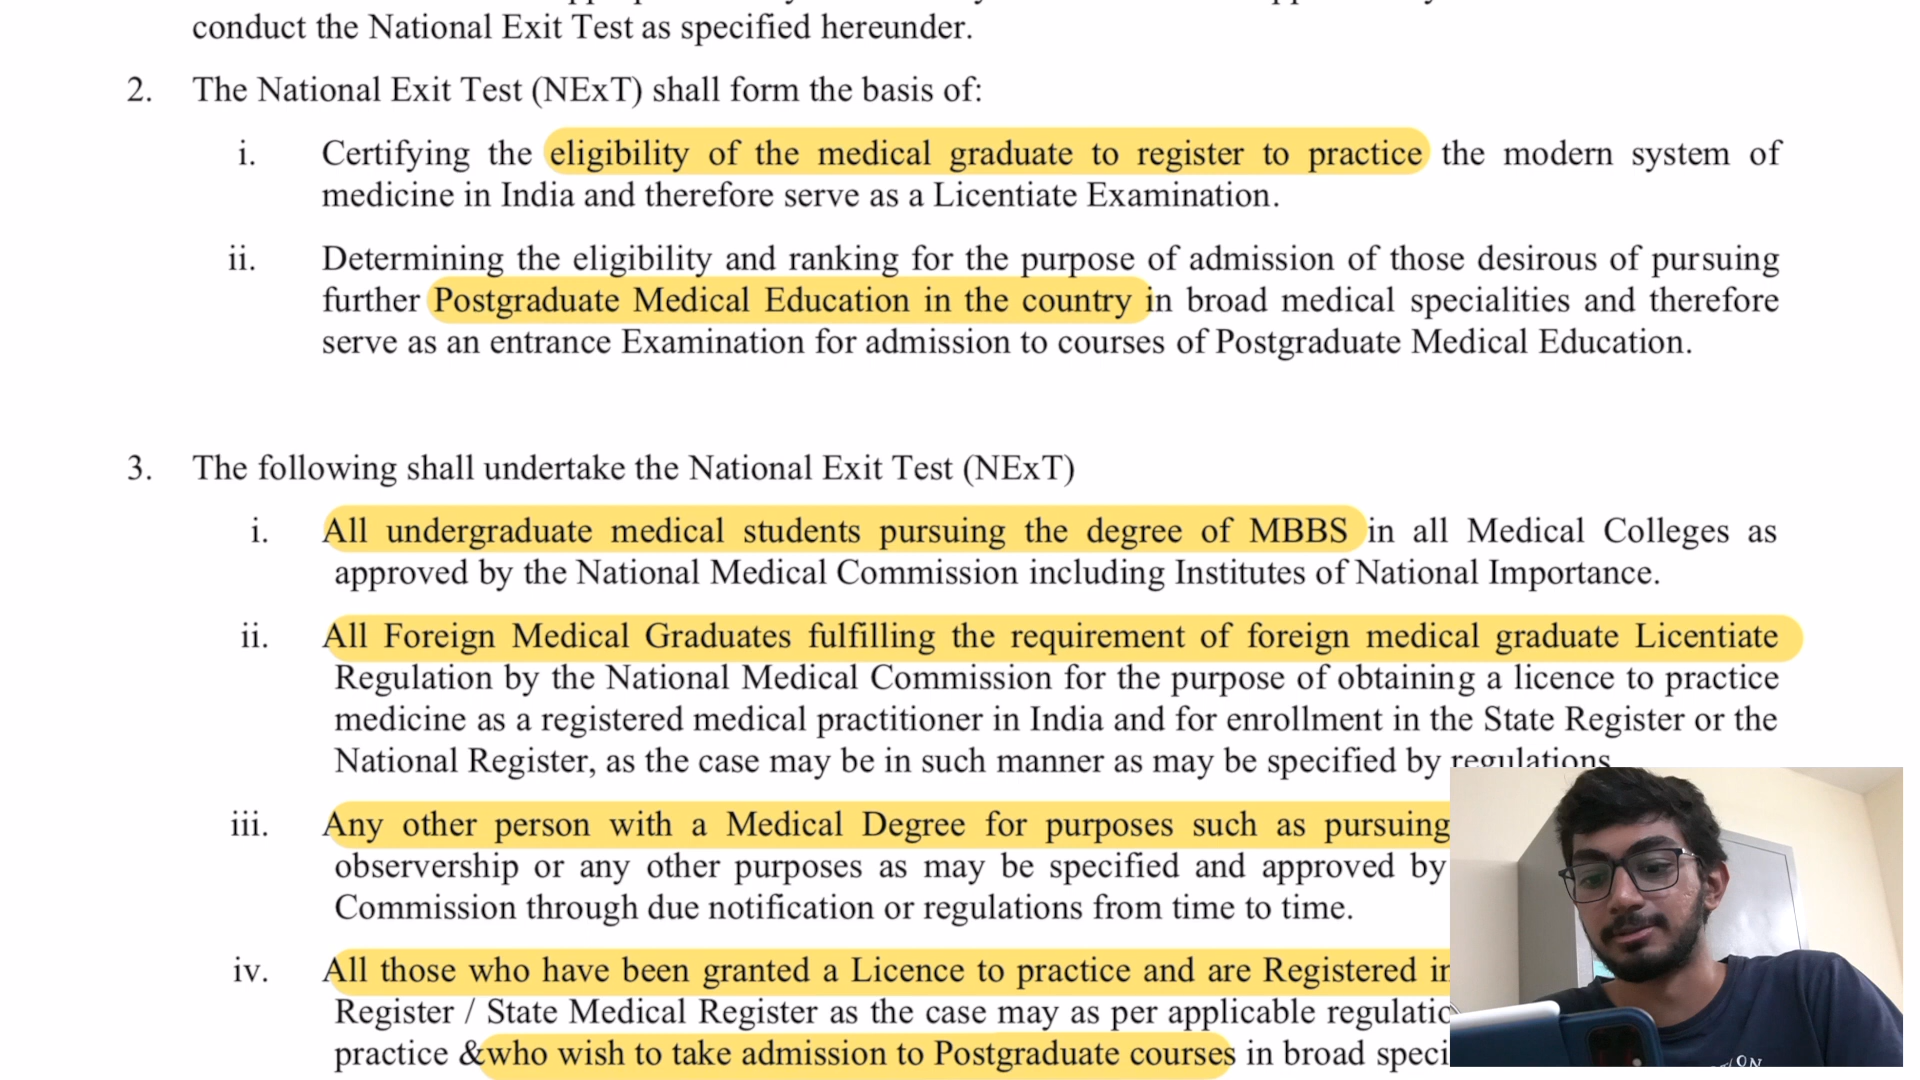 conduct the National Exit Test as specified hereunder.
2. The National Exit Test (NExT) shall form the basis of:
i. Certifying the eligibility of the medical graduate to register to practice the modern system of
medicine in India and therefore serve as a Licentiate Examination.
ii. Determining the eligibility and ranking for the purpose of admission of those desirous of pursuing
further Postgraduate Medical Education in the country in broad medical specialities and therefore
serve as an entrance Examination for admission to courses of Postgraduate Medical Education.
3. The following shall undertake the National Exit Test (NExT)
i. All undergraduate medical students pursuing the degree of MBBS in all Medical Colleges as
approved by the National Medical Commission including Institutes of National Importance.
ii. All Foreign Medical Graduates fulfilling the requirement of foreign medical graduate Licentiate
Regulation by the National Medical Commission for the purpose of obtaining a licence to practice
medicine as a registered medical practitioner in India and for enrollment in the State Register or the
National Register, as the case may be in such manner as may be specified by regulations
iii. Any other person with a Medical Degree for purposes such as pursuing
observership or any other purposes as may be specified and approved by
Commission through due notification or regulations from time to time.
iv. All those who have been granted a Licence to practice and are Registered in
Register / State Medical Register as the case may as per applicable
practice &who wish to take admission to Postgraduate courses in broad